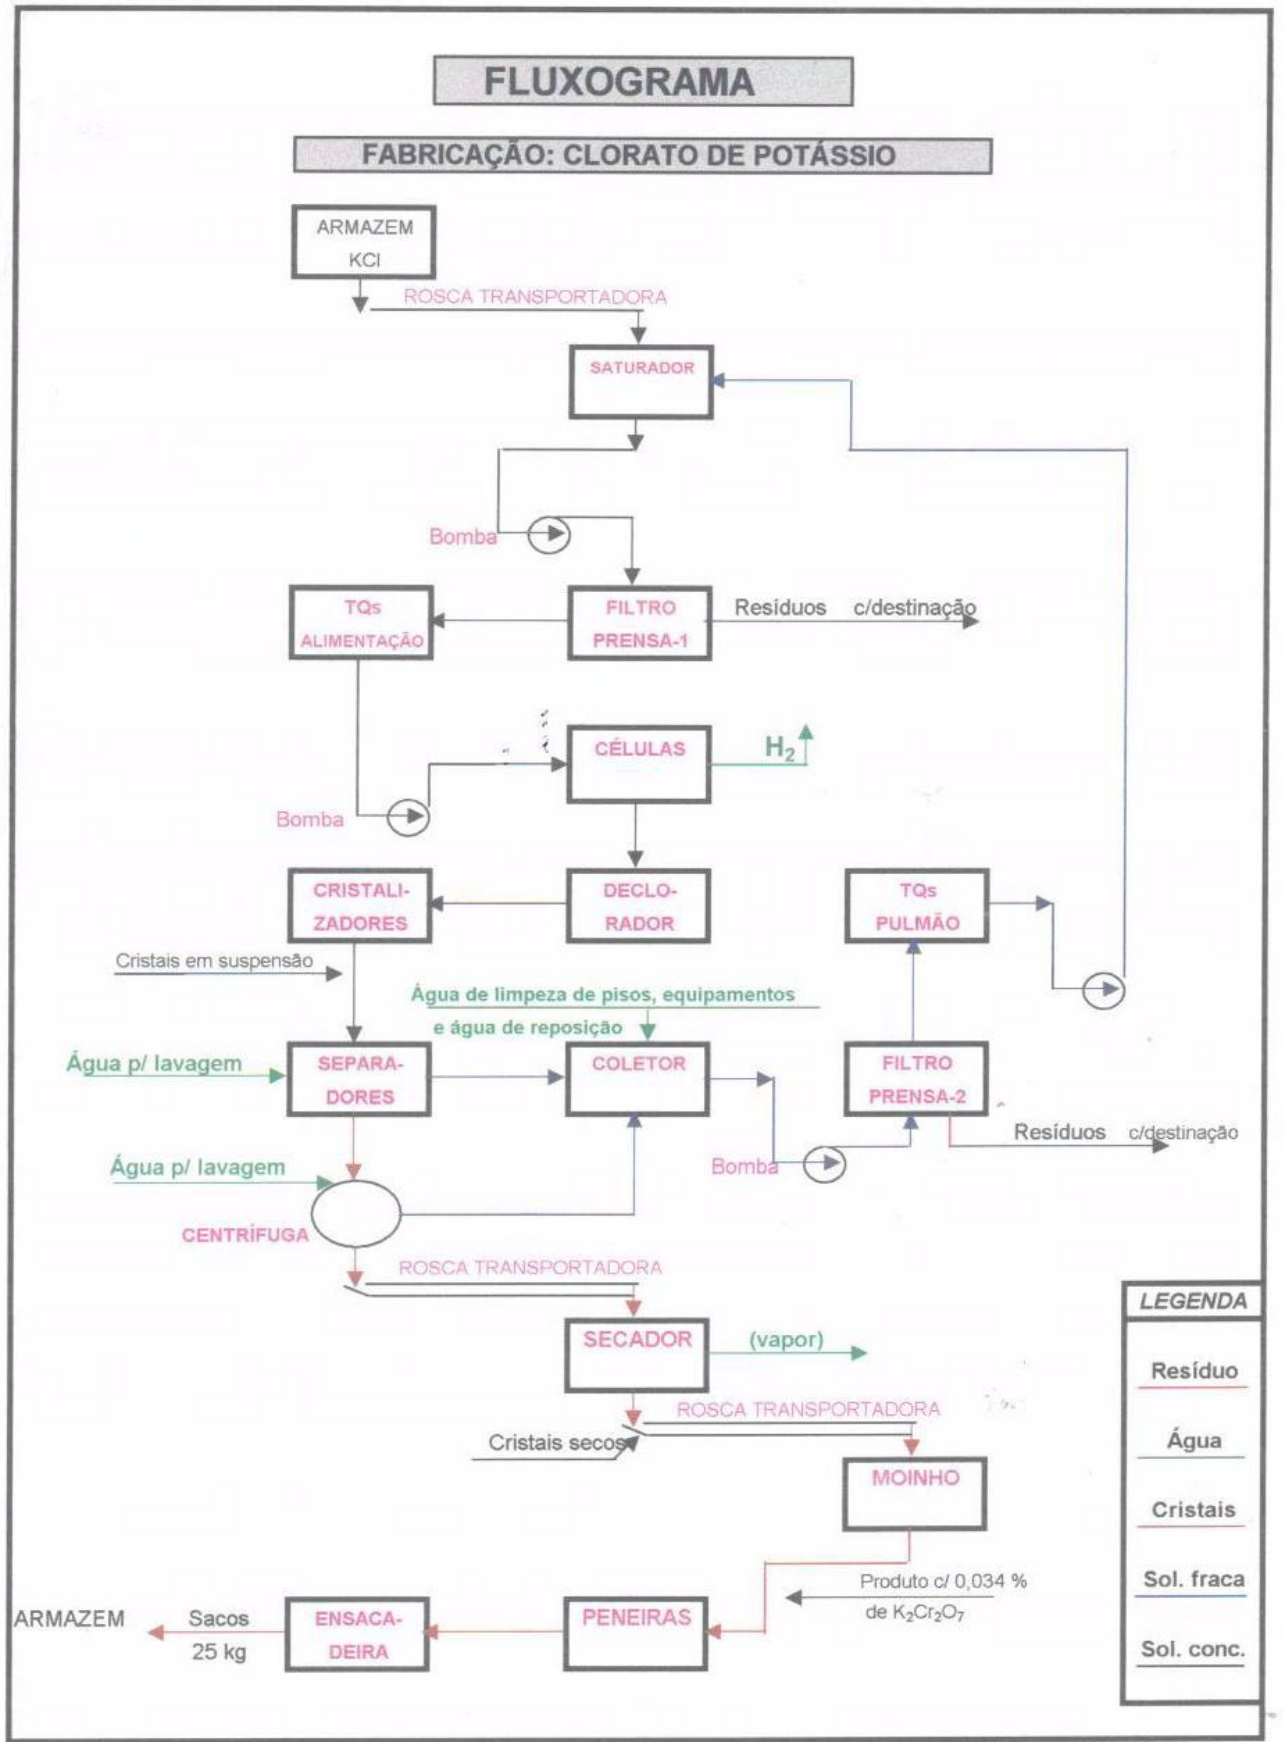 FLUXOGRAMA
FABRICAÇÃO: CLORATO DE POTÁSSIO
ARMAZEM
KCl
ROSCA TRANSPORTADORA
SATURADOR
Bomba
TQs
ALIMENTAÇÃO
FILTRO
PRENSA-1
Resíduos c/destinação
CÉLULAS
H₂
Bomba
CRISTALI-
ZADORES
DECLO-
RADOR
TQs
PULMÃO
Cristais em suspensão
Água de limpeza de pisos, equipamentos
e água de reposição
Água p/ lavagem
SEPARA-
DORES
COLETOR
FILTRO
PRENSA-2
Resíduos c/destinação
Bomba
Água p/ lavagem
CENTRÍFUGA
ROSCA TRANSPORTADORA
SECADOR
(vapor)
ROSCA TRANSPORTADORA
Cristais secos
MOINHO
Produto c/ 0,034 %
de K₂Cr₂O₇
PENEIRAS
ENSACA-
DEIRA
Sacos
25 kg
ARMAZEM
LEGENDA
Resíduo
Água
Cristais
Sol. fraca
Sol. conc.